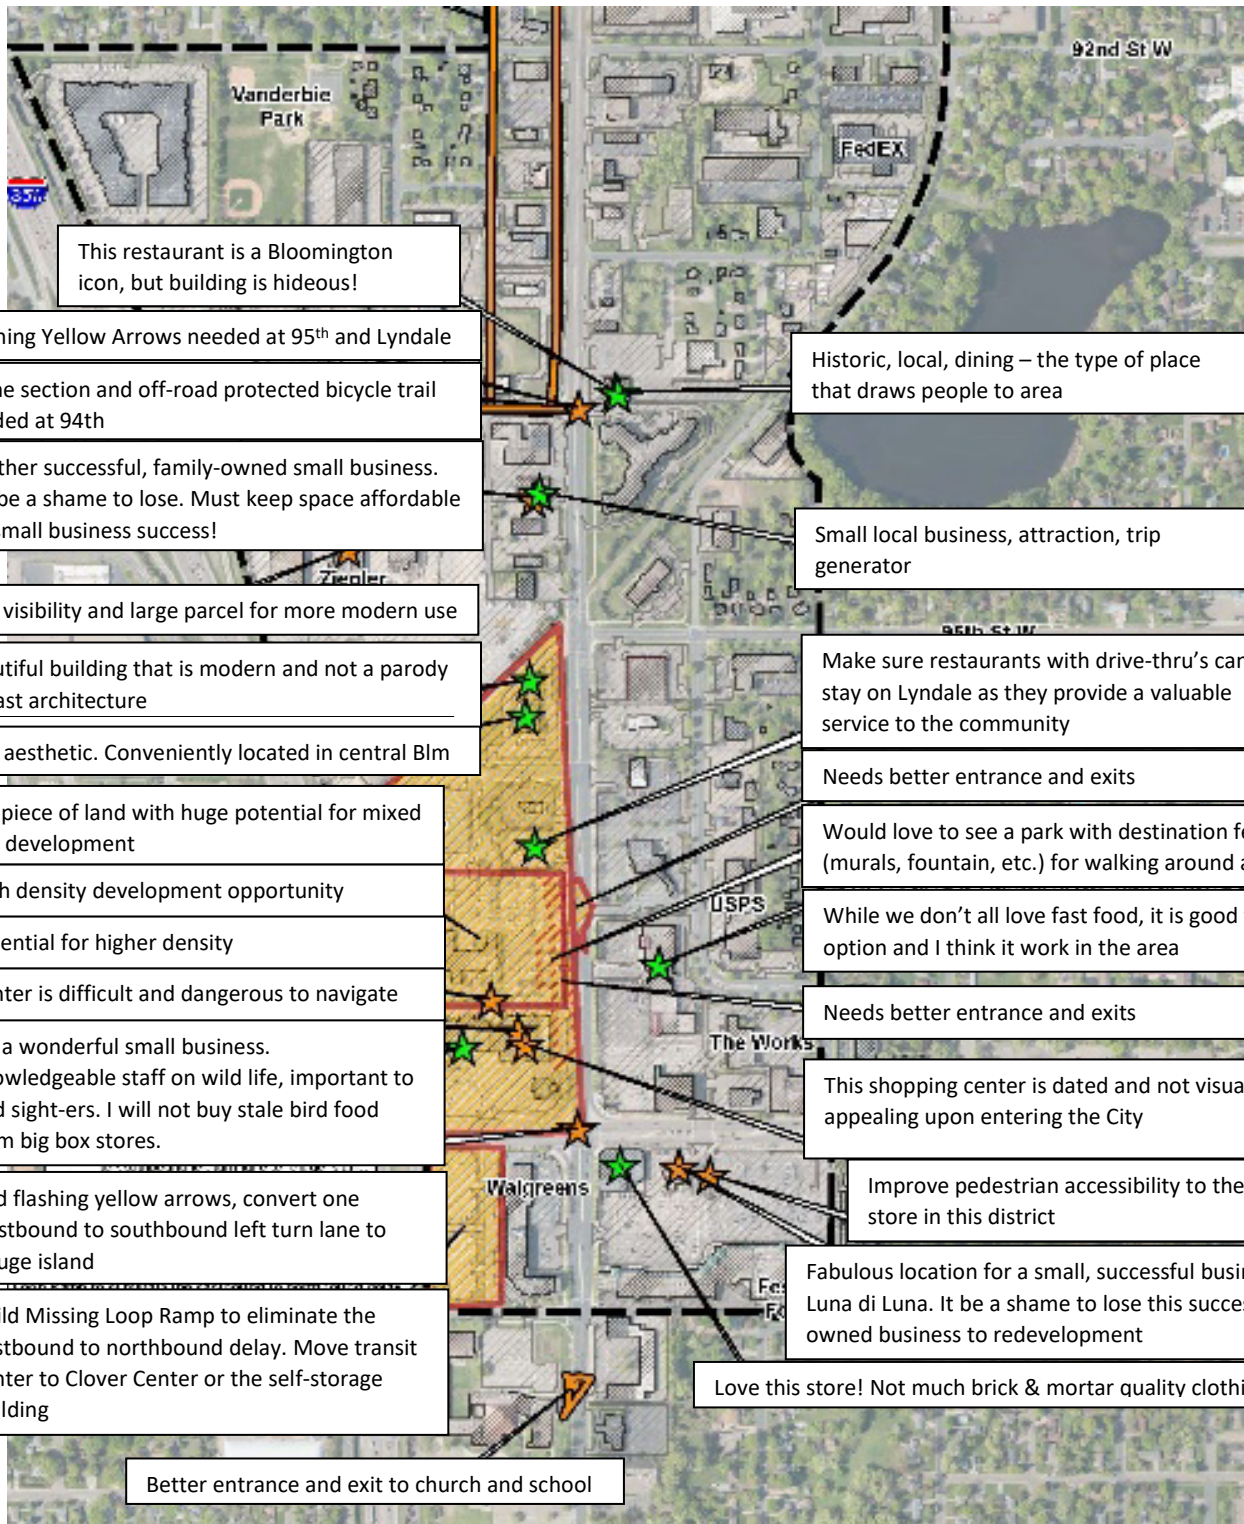 92nd St W
Vanderbie
Park
FedEX
35W
This restaurant is a Bloomington
icon, but building is hideous!
ning Yellow Arrows needed at 95th and Lyndale
Historic, local, dining – the type of place
that draws people to area
ne section and off-road protected bicycle trail
ded at 94th
ther successful, family-owned small business.
be a shame to lose. Must keep space affordable
small business success!
Small local business, attraction, trip
generator
Ziegler
visibility and large parcel for more modern use
95th St W
utiful building that is modern and not a parody
ast architecture
Make sure restaurants with drive-thru’s can
stay on Lyndale as they provide a valuable
service to the community
aesthetic. Conveniently located in central Blm
Needs better entrance and exits
piece of land with huge potential for mixed
development
Would love to see a park with destination fe
(murals, fountain, etc.) for walking around a
h density development opportunity
USPS
While we don’t all love fast food, it is good
option and I think it work in the area
ential for higher density
nter is difficult and dangerous to navigate
Needs better entrance and exits
The Works
a wonderful small business.
owledgeable staff on wild life, important to
d sight-ers. I will not buy stale bird food
m big box stores.
This shopping center is dated and not visua
appealing upon entering the City
Walgreens
d flashing yellow arrows, convert one
stbound to southbound left turn lane to
uge island
Improve pedestrian accessibility to the
store in this district
Fabulous location for a small, successful busin
Luna di Luna. It be a shame to lose this succes
owned business to redevelopment
Fes
Fo
ild Missing Loop Ramp to eliminate the
stbound to northbound delay. Move transit
nter to Clover Center or the self-storage
lding
Love this store! Not much brick & mortar quality clothi
Better entrance and exit to church and school